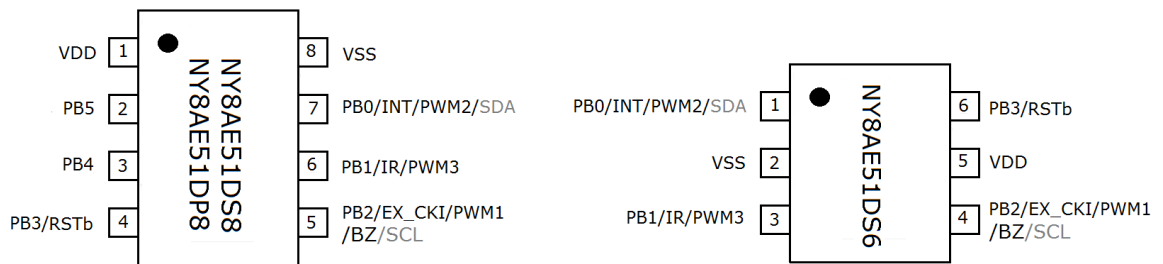 VDD 1 8 VSS
PB5 2 7 PB0/INT/PWM2/SDA
PB4 3 6 PB1/IR/PWM3
PB3/RSTb 4 5 PB2/EX_CKI/PWM1
/BZ/SCL
NY8AE51DS8
NY8AE51DP8
PB0/INT/PWM2/SDA 1 6 PB3/RSTb
VSS 2 5 VDD
PB1/IR/PWM3 3 4 PB2/EX_CKI/PWM1
/BZ/SCL
NY8AE51DS6